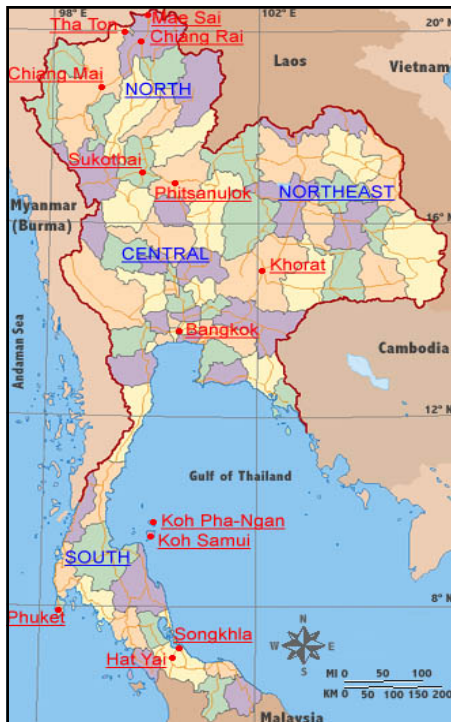 98° E
102° E
Mae Sai
20° N
Tha Ton
Chiang Rai
Laos
Vietnam
Chiang Mai
NORTH
Sukothai
Phitsanulok
NORTHEAST
Myanmar
(Burma)
16° N
CENTRAL
Khorat
Bangkok
Andaman Sea
Cambodia
12° N
Gulf of Thailand
Koh Pha-Ngan
Koh Samui
SOUTH
Phuket
8° N
Songkhla
Hat Yai
N
W
E
S
MI 0 50 100
KM 0 50 100 150 200
Malaysia